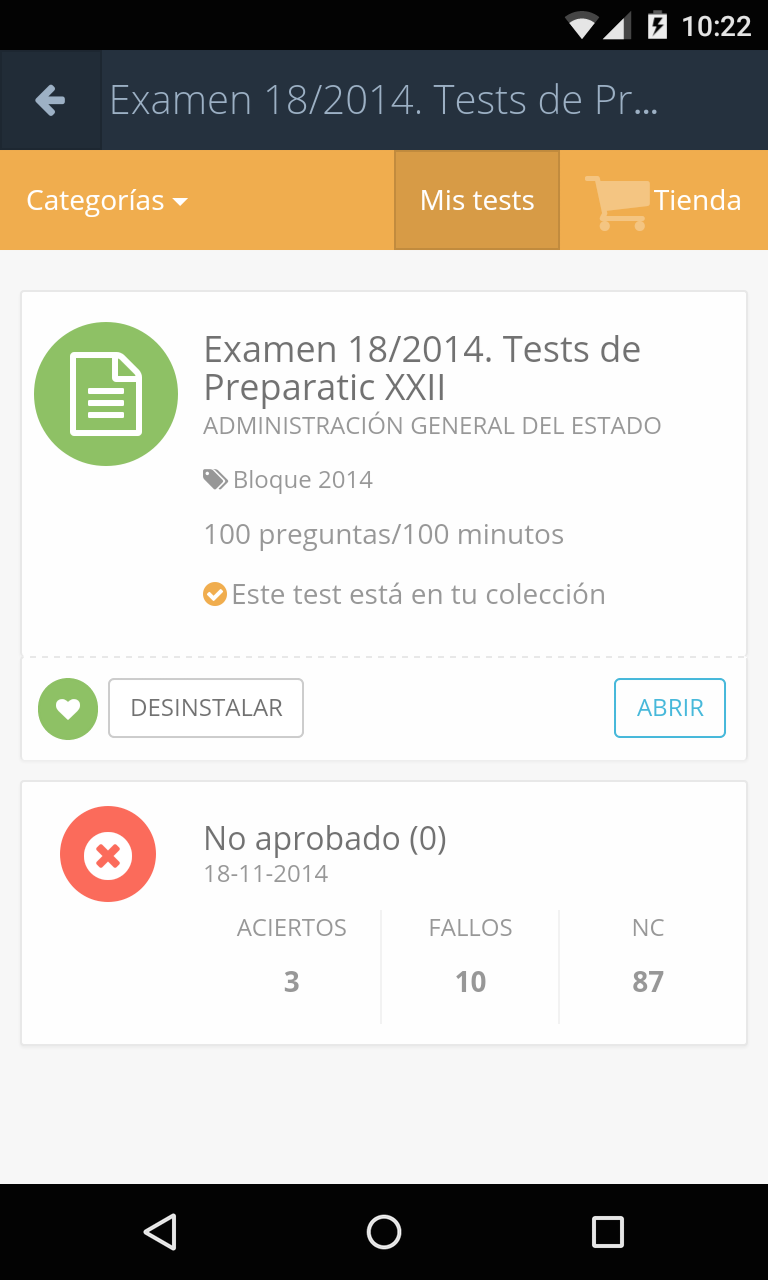 10:22
Examen 18/2014. Tests de Pr...
Categorías
Mis tests
Tienda
Examen 18/2014. Tests de
Preparatic XXII
ADMINISTRACIÓN GENERAL DEL ESTADO
Bloque 2014
100 preguntas/100 minutos
Este test está en tu colección
DESINSTALAR
ABRIR
No aprobado (0)
18-11-2014
ACIERTOS FALLOS NC
3 10 87